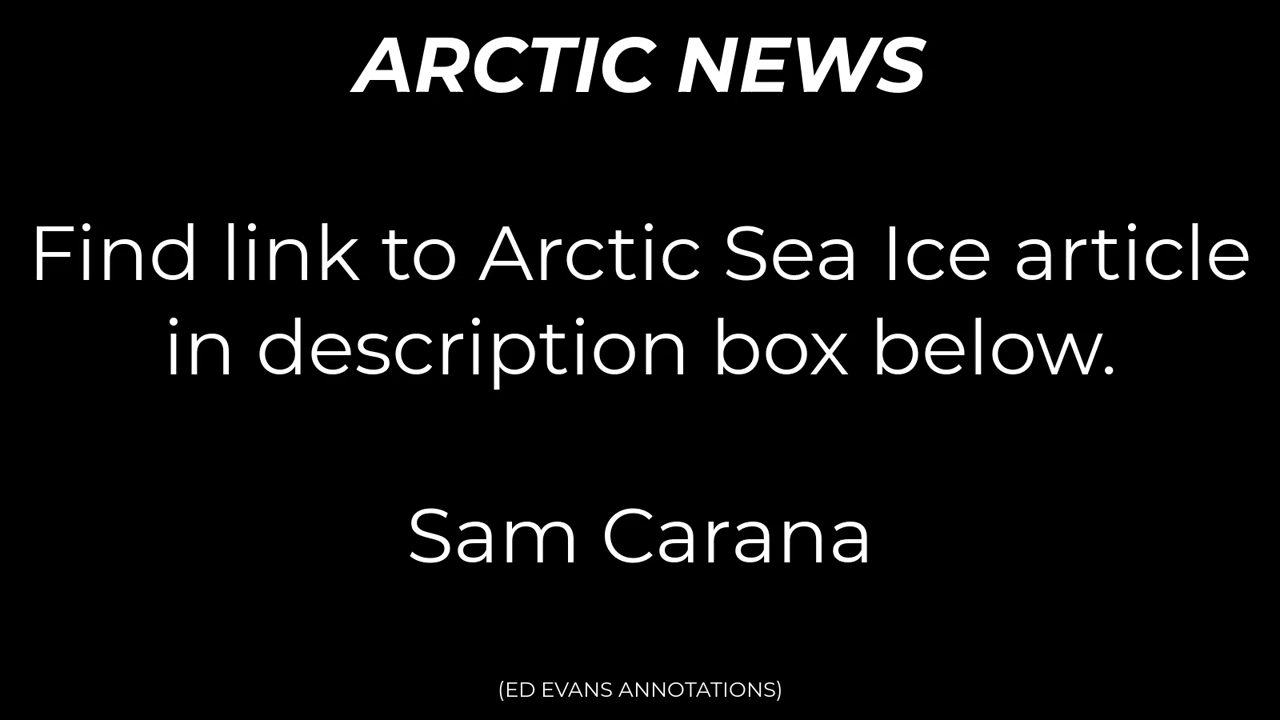 ARCTIC NEWS
Find link to Arctic Sea Ice article
in description box below.
Sam Carana
(ED EVANS ANNOTATIONS)